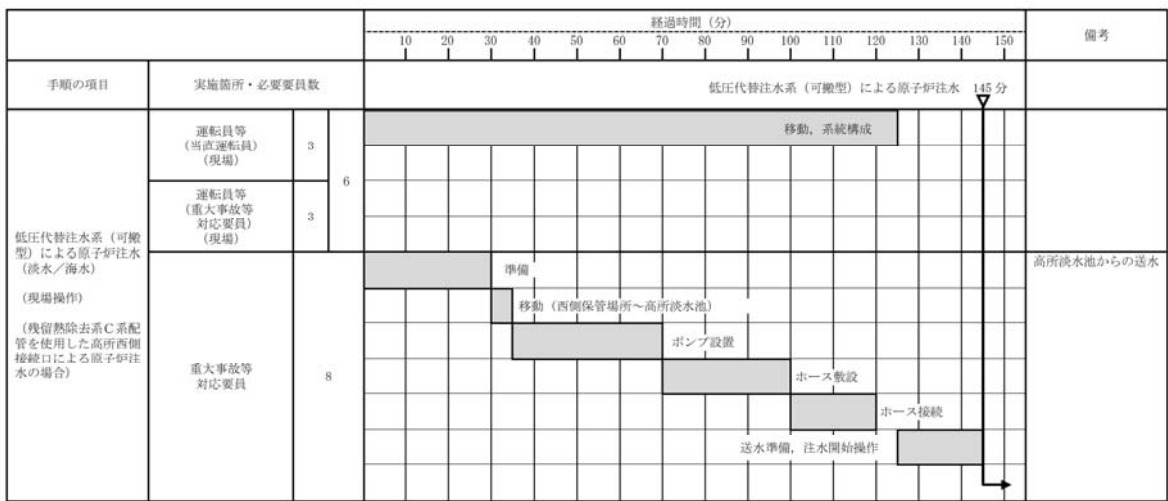 経過時間（分）
備考
10 20 30 40 50 60 70 80 90 100 110 120 130 140 150
手順の項目
実施箇所・必要要員数
低圧代替注水系（可搬型）による原子炉注水 145 分
運転員等
（当直運転員）
（現場）
3
6
移動，系統構成
運転員等
（重大事故等
対応要員）
（現場）
3
低圧代替注水系（可搬
型）による原子炉注水
（淡水／海水）
（現場操作）
（残留熱除去系Ｃ系配
管を使用した高所西側
接続口による原子炉注
水の場合）
重大事故等
対応要員
8
準備
移動（西側保管場所～高所淡水池）
ポンプ設置
ホース敷設
ホース接続
送水準備，注水開始操作
高所淡水池からの送水